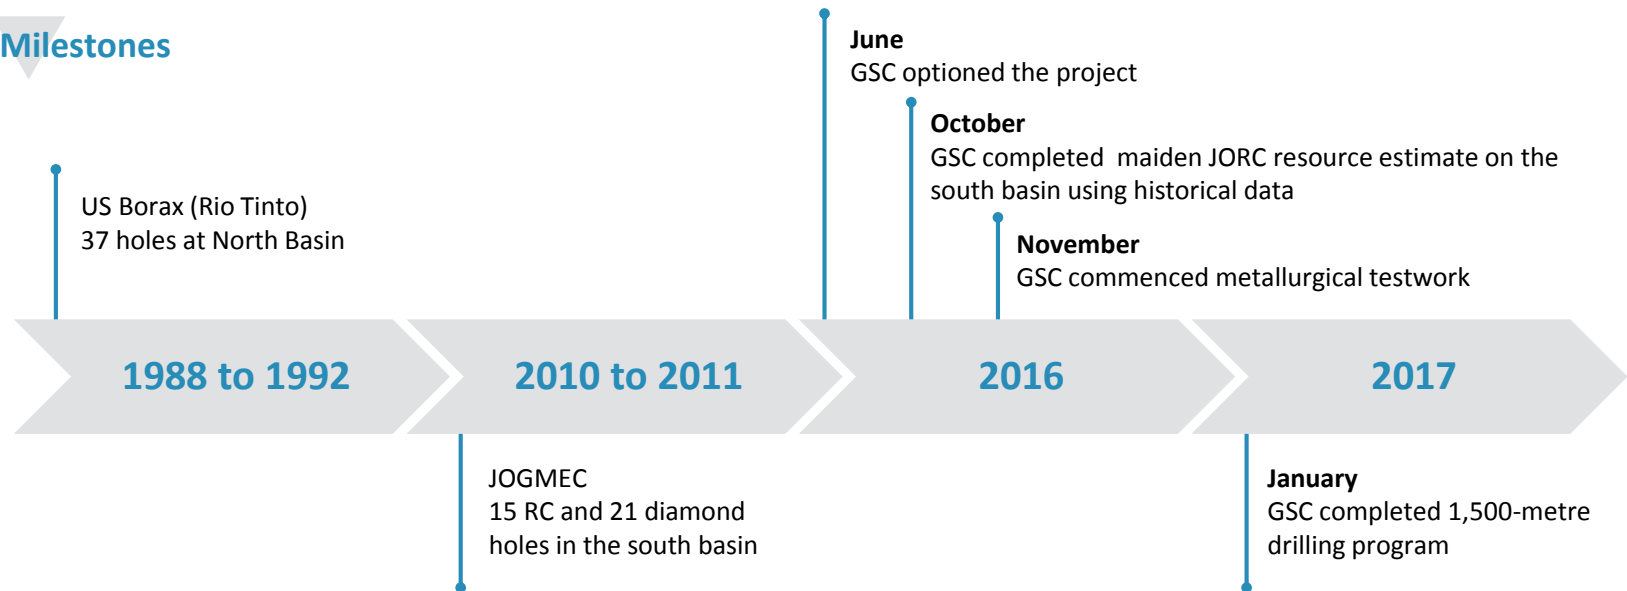 Milestones
June
GSC optioned the project
October
GSC completed  maiden JORC resource estimate on the
south basin using historical data
US Borax (Rio Tinto)
37 holes at North Basin
November
GSC commenced metallurgical testwork
1988 to 1992
2010 to 2011
2016
2017
JOGMEC
15 RC and 21 diamond
holes in the south basin
January
GSC completed 1,500-metre
drilling program